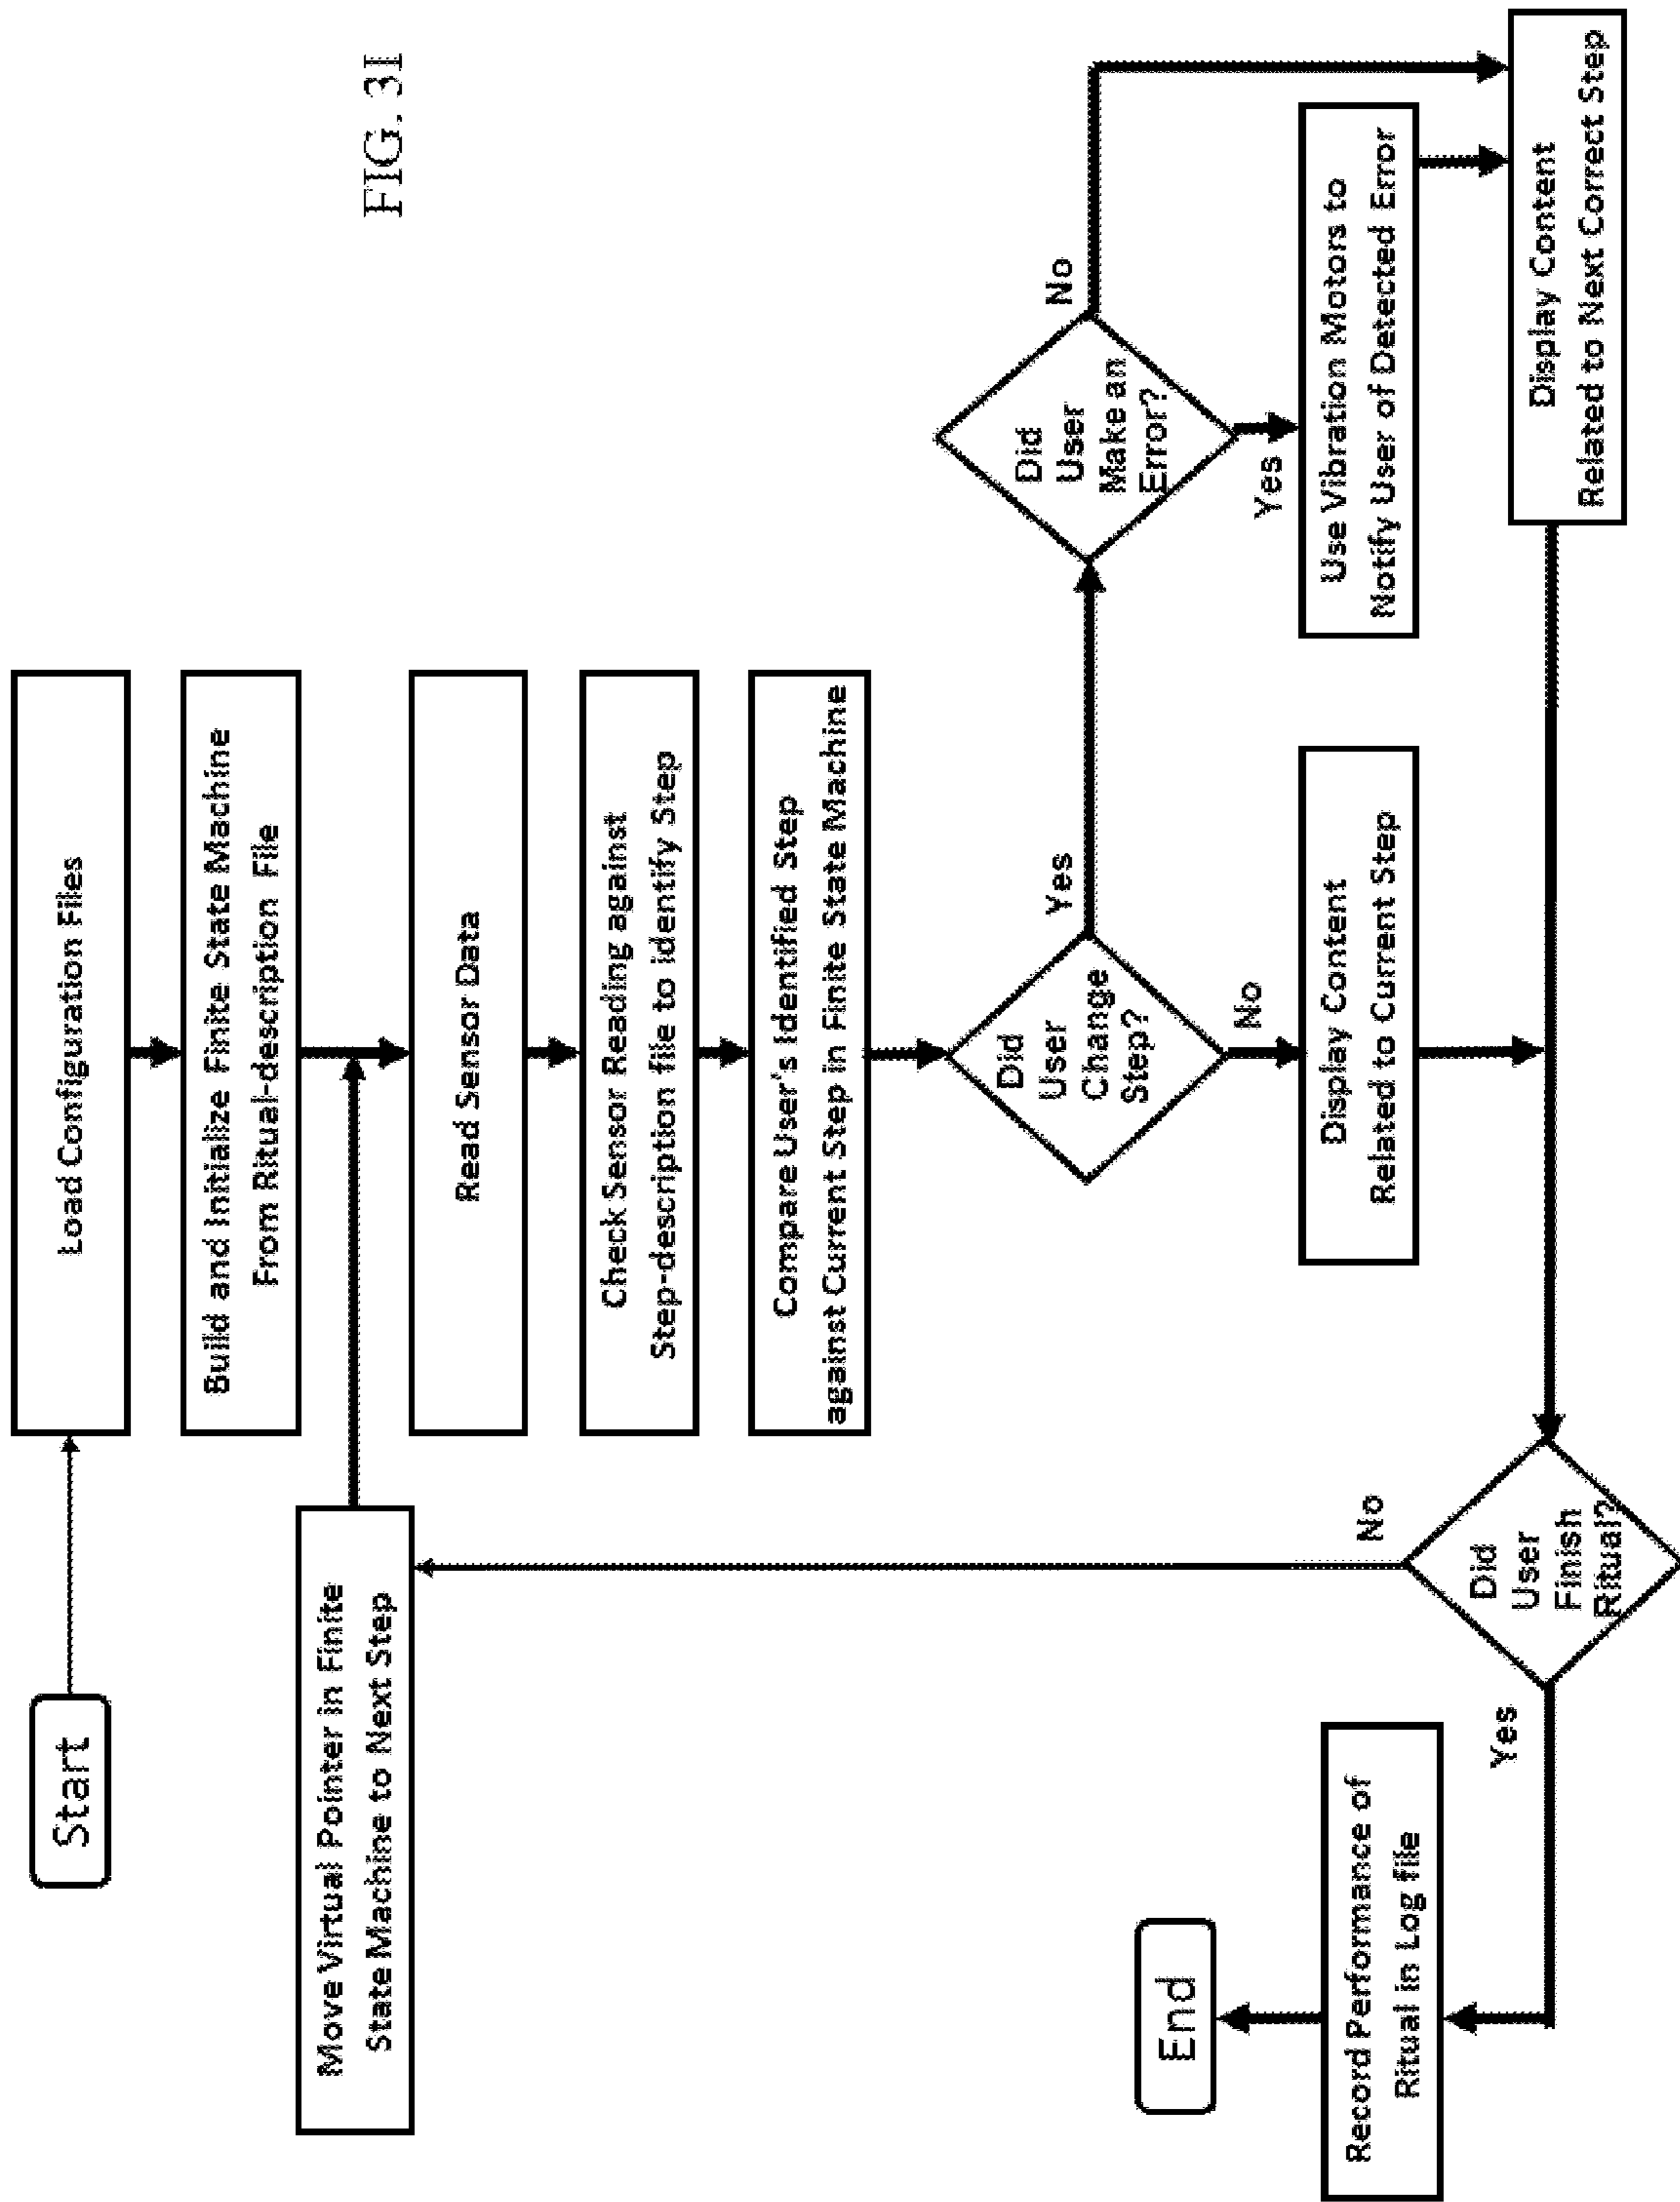 FIG. 3I
Start
Load Configuration Files
Build and Initialize Finite State Machine
From Ritual-description File
Move Virtual Pointer in Finite
State Machine to Next Step
Read Sensor Data
Check Sensor Reading against
Step-description file to identify Step
Compare User's Identified Step
against Current Step in Finite State Machine
Did
User
Change
Step?
Yes
No
Did
User
Make an
Error?
No
Yes
Display Content
Related to Current Step
Use Vibration Motors to
Notify User of Detected Error
Display Content
Related to Next Correct Step
Did
User
Finish
Ritual?
No
Yes
Record Performance of
Ritual in Log file
End